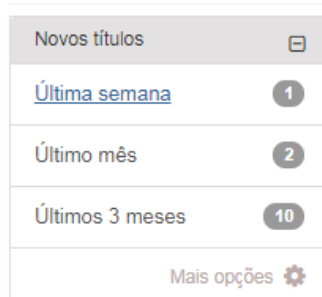 Novos títulos
Última semana 1
Último mês 2
Últimos 3 meses 10
Mais opções